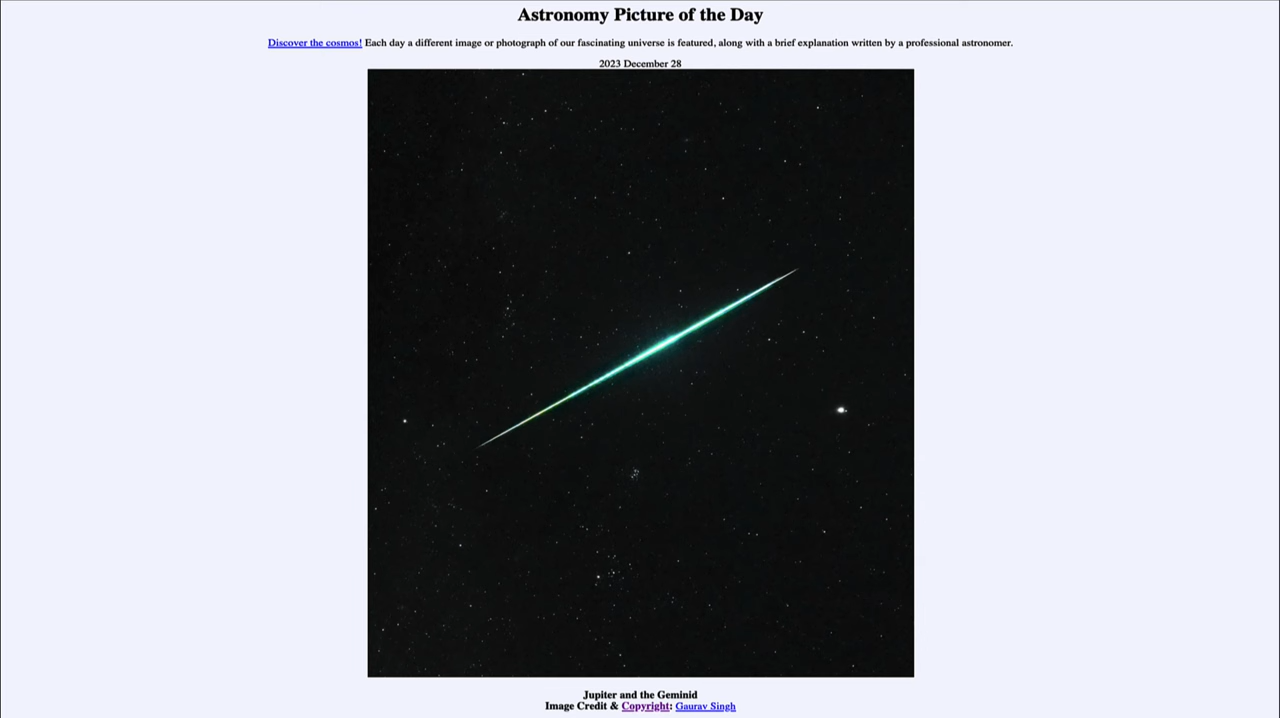 Astronomy Picture of the Day
Discover the cosmos! Each day a different image or photograph of our fascinating universe is featured, along with a brief explanation written by a professional astronomer.
2023 December 28
Jupiter and the Geminid
Image Credit & Copyright: Gaurav Singh